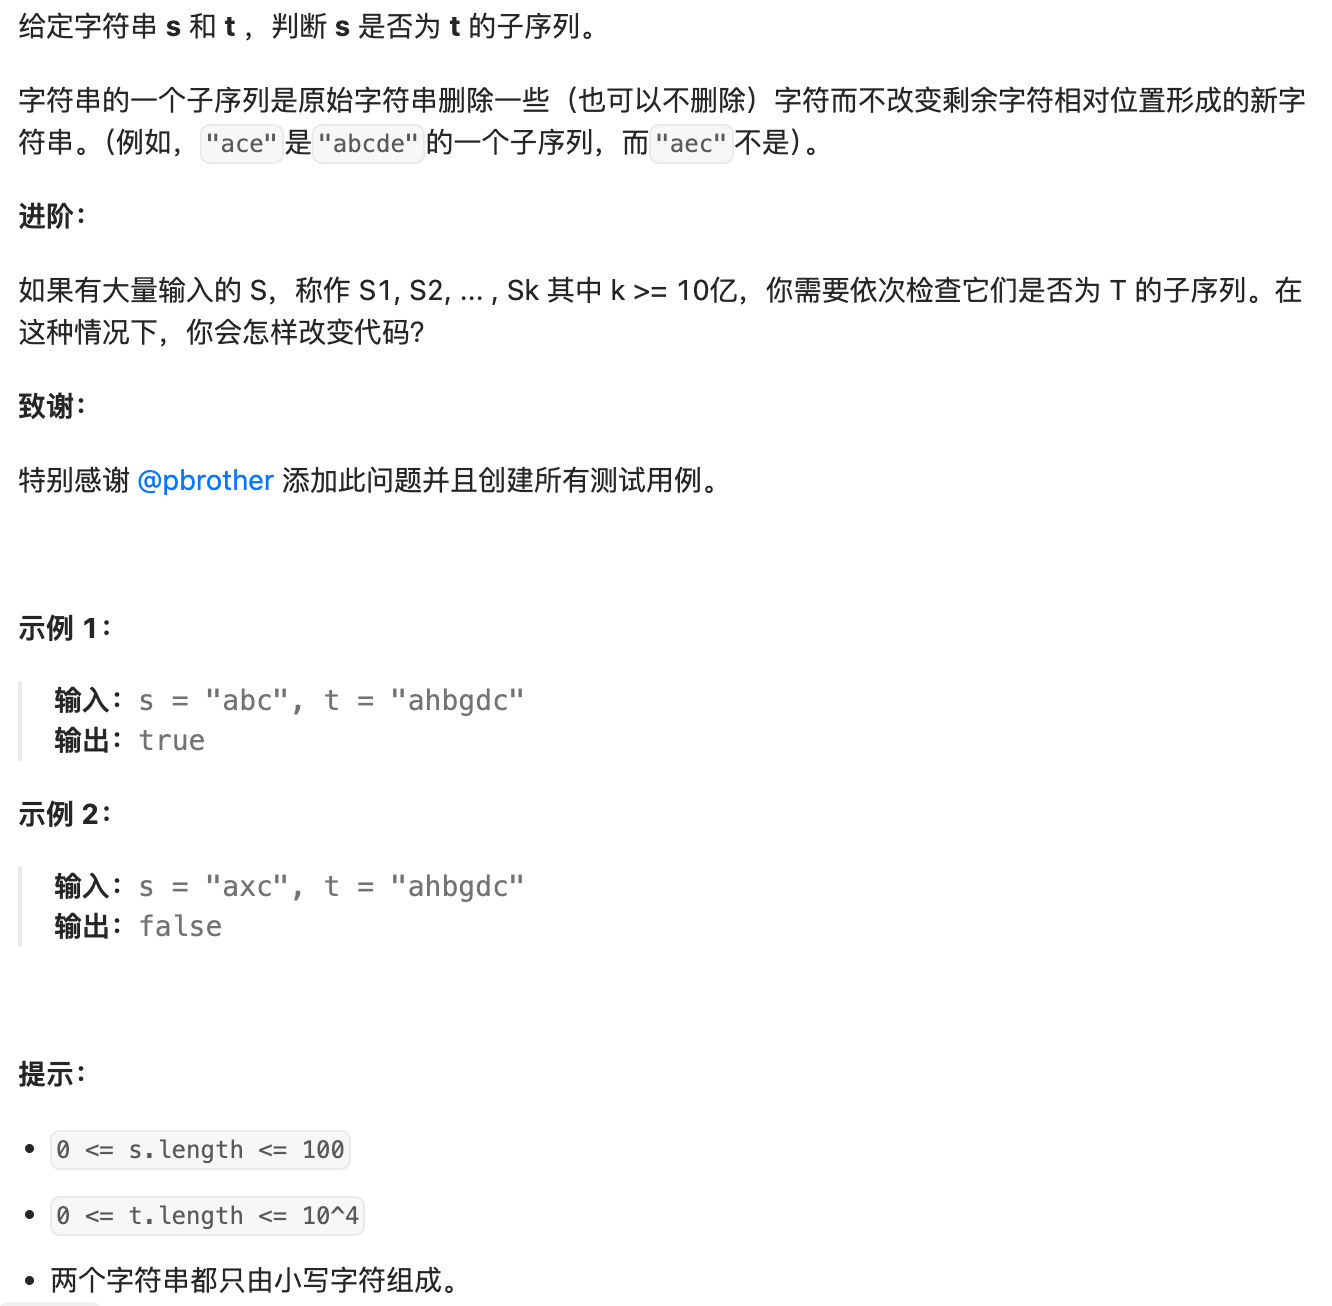 给定字符串 s 和 t ，判断 s 是否为 t 的子序列。
字符串的一个子序列是原始字符串删除一些（也可以不删除）字符而不改变剩余字符相对位置形成的新字
符串。（例如，"ace"是"abcde"的一个子序列，而"aec"不是）。
进阶：
如果有大量输入的 S，称作 S1, S2, ... , Sk 其中 k >= 10亿，你需要依次检查它们是否为 T 的子序列。在
这种情况下，你会怎样改变代码？
致谢：
特别感谢 @pbrother 添加此问题并且创建所有测试用例。
示例 1：
输入：s = "abc", t = "ahbgdc"
输出：true
示例 2：
输入：s = "axc", t = "ahbgdc"
输出：false
提示：
• 0 <= s.length <= 100
• 0 <= t.length <= 10^4
• 两个字符串都只由小写字符组成。